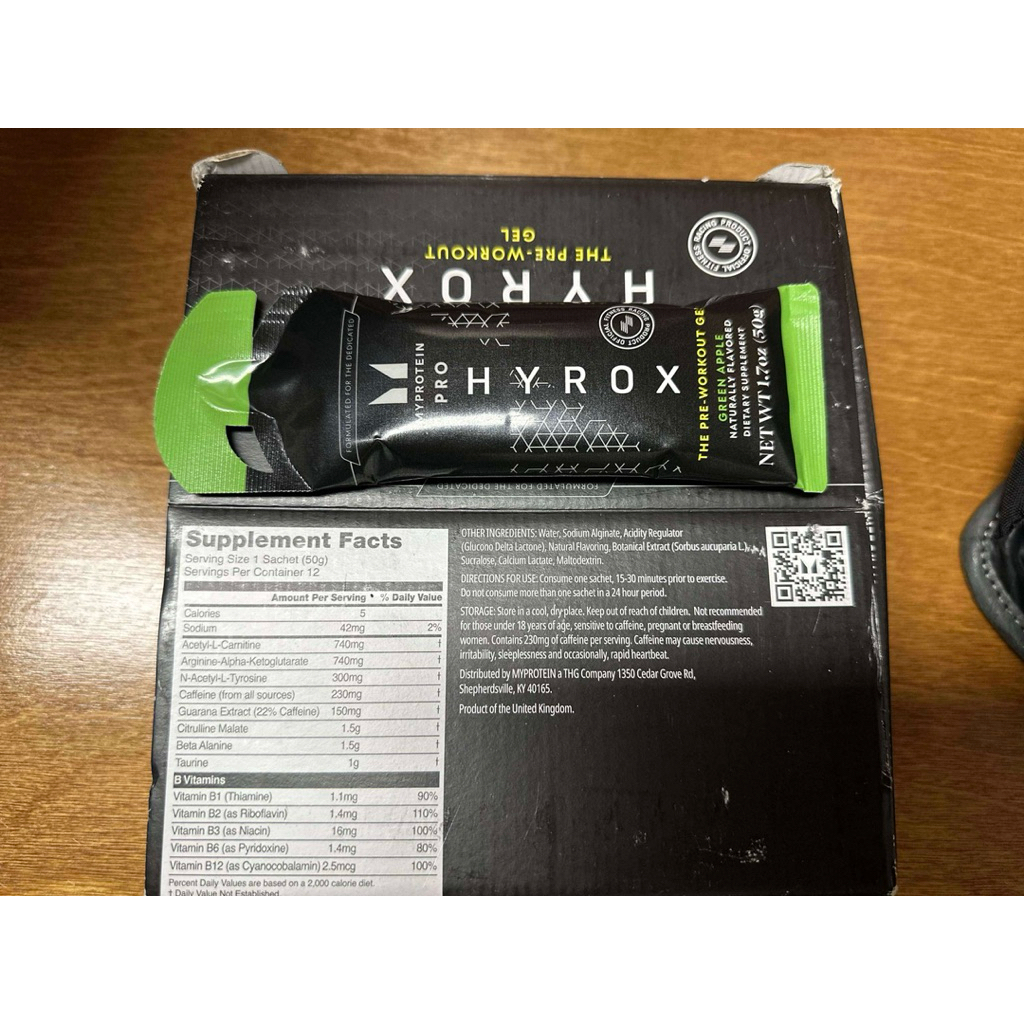 FITNESS RACING
OFFICIAL PRODUCT
HYROX
THE PRE-WORKOUT
GEL
FORMULATED FOR THE DEDICATED
FORMULATED FOR THE DEDICATED
MYPROTEIN
PRO
HYROX
FITNESS RACING
OFFICIAL PRODUCT
THE PRE-WORKOUT GE
GREEN APPLE
NATURALLY FLAVORED
DIETARY SUPPLEMENT
NET WT 1.7oz (50g)
Supplement Facts
Serving Size 1 Sachet (50g)
Servings Per Container 12
Amount Per Serving % Daily Value
Calories 5
Sodium 42mg 2%
Acetyl-L-Carnitine 740mg †
Arginine-Alpha-Ketoglutarate 740mg †
N-Acetyl-L-Tyrosine 300mg †
Caffeine (from all sources) 230mg †
Guarana Extract (22% Caffeine) 150mg †
Citrulline Malate 1.5g †
Beta Alanine 1.5g †
Taurine 1g †
B Vitamins
Vitamin B1 (Thiamine) 1.1mg 90%
Vitamin B2 (as Riboflavin) 1.4mg 110%
Vitamin B3 (as Niacin) 16mg 100%
Vitamin B6 (as Pyridoxine) 1.4mg 80%
Vitamin B12 (as Cyanocobalamin) 2.5mcg 100%
Percent Daily Values are based on a 2,000 calorie diet.
† Daily Value Not Established.
OTHER INGREDIENTS: Water, Sodium Alginate, Acidity Regulator
(Glucono Delta Lactone), Natural Flavoring, Botanical Extract (Sorbus aucuparia L.),
Sucralose, Calcium Lactate, Maltodextrin.
DIRECTIONS FOR USE: Consume one sachet, 15-30 minutes prior to exercise.
Do not consume more than one sachet in a 24 hour period.
STORAGE: Store in a cool, dry place. Keep out of reach of children. Not recommended
for those under 18 years of age, sensitive to caffeine, pregnant or breastfeeding
women. Contains 230mg of caffeine per serving. Caffeine may cause nervousness,
irritability, sleeplessness and occasionally, rapid heartbeat.
Distributed by MYPROTEIN a THG Company 1350 Cedar Grove Rd,
Shepherdsville, KY 40165.
Product of the United Kingdom.